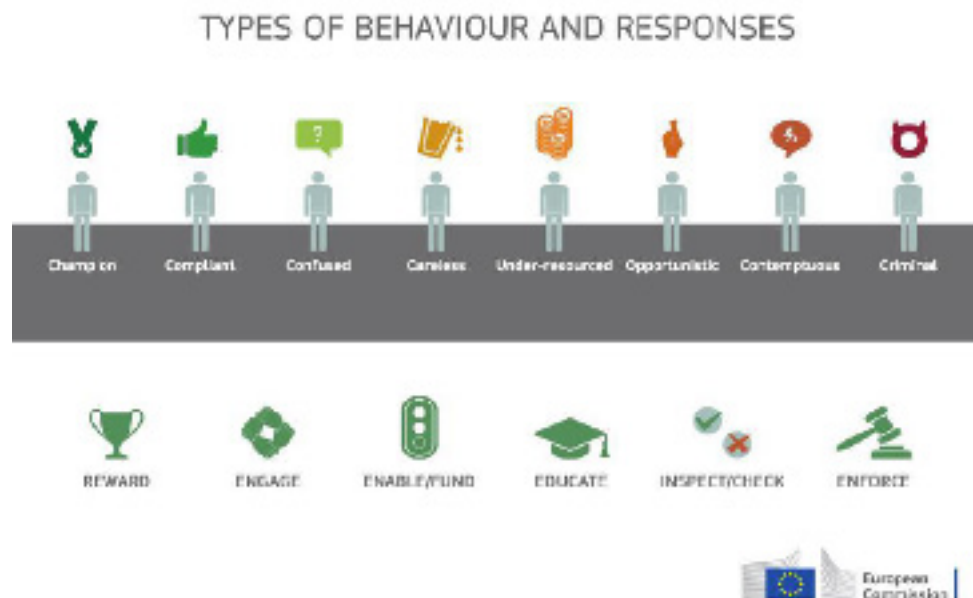 TYPES OF BEHAVIOUR AND RESPONSES
?
Champion Compliant Confused Careless Under-resourced Opportunistic Contemptuous Criminal
REWARD ENGAGE ENABLE/FUND EDUCATE INSPECT/CHECK ENFORCE
European
Commission